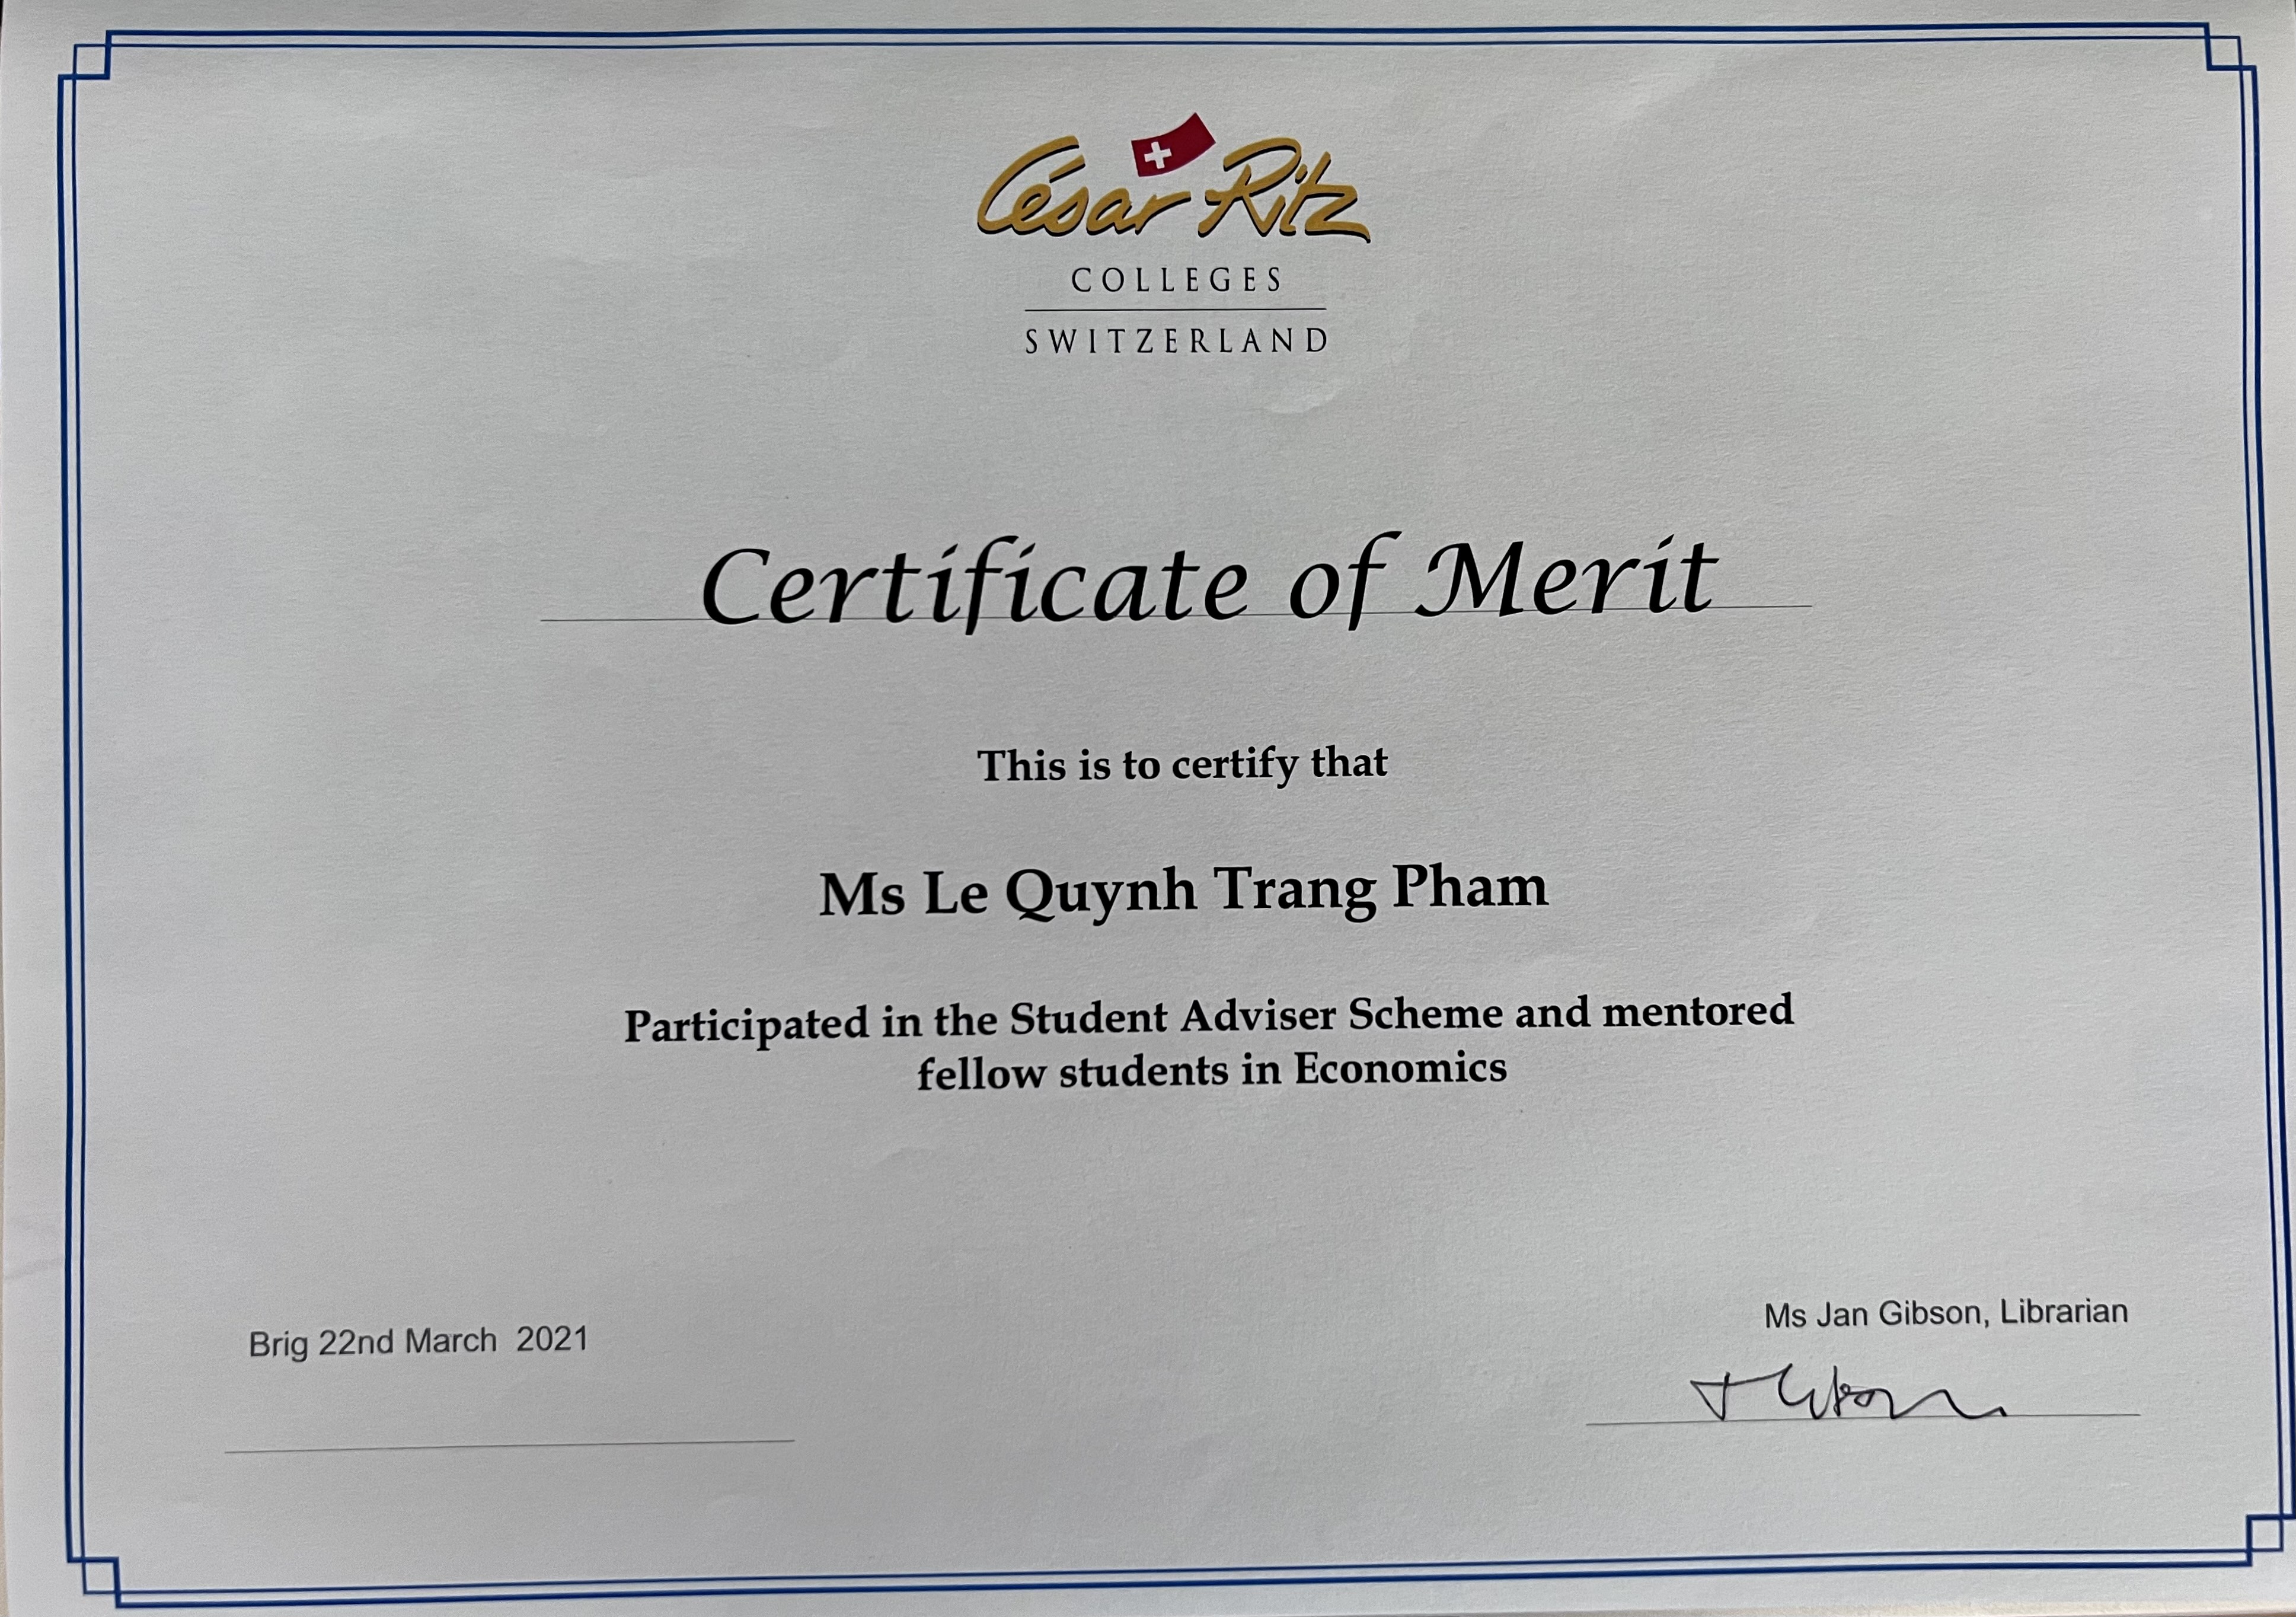 César Ritz
COLLEGES
SWITZERLAND
Certificate of Merit
This is to certify that
Ms Le Quynh Trang Pham
Participated in the Student Adviser Scheme and mentored
fellow students in Economics
Brig 22nd March  2021
Ms Jan Gibson, Librarian
J Gibson